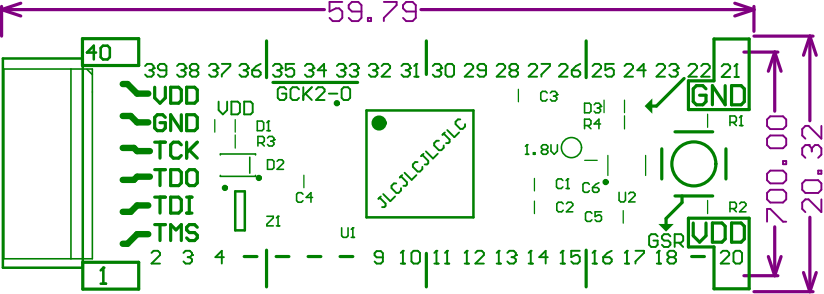 59.79
40
39 38 37 36 35 34 33 32 31 30 29 28 27 26 25 24 23 22 21
GCK2-0
VDD
GND
TCK
TDO
TDI
TMS
VDD
D1
R3
D2
C4
Z1
U1
JLCJLCJLCJLC
C3
D3
R4
1.8V
C1
C2
C6
C5
U2
GND
R1
R2
GSR
VDD
1
2 3 4 9 10 11 12 13 14 15 16 17 18 20
700.00
20.32